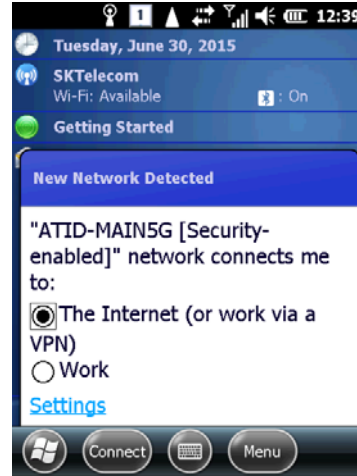 1 12:39
Tuesday, June 30, 2015
SKTelecom
Wi-Fi: Available : On
Getting Started
New Network Detected
"ATID-MAIN5G [Security-
enabled]" network connects me
to:
The Internet (or work via a
VPN)
Work
Settings
Connect Menu